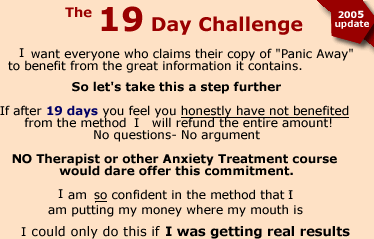 The 19 Day Challenge
2005
update
I want everyone who claims their copy of "Panic Away"
to benefit from the great information it contains.
So let's take this a step further
If after 19 days you feel you honestly have not benefited
from the method I will refund the entire amount!
No questions- No argument
NO Therapist or other Anxiety Treatment course
would dare offer this commitment.
I am so confident in the method that I
am putting my money where my mouth is
I could only do this if I was getting real results